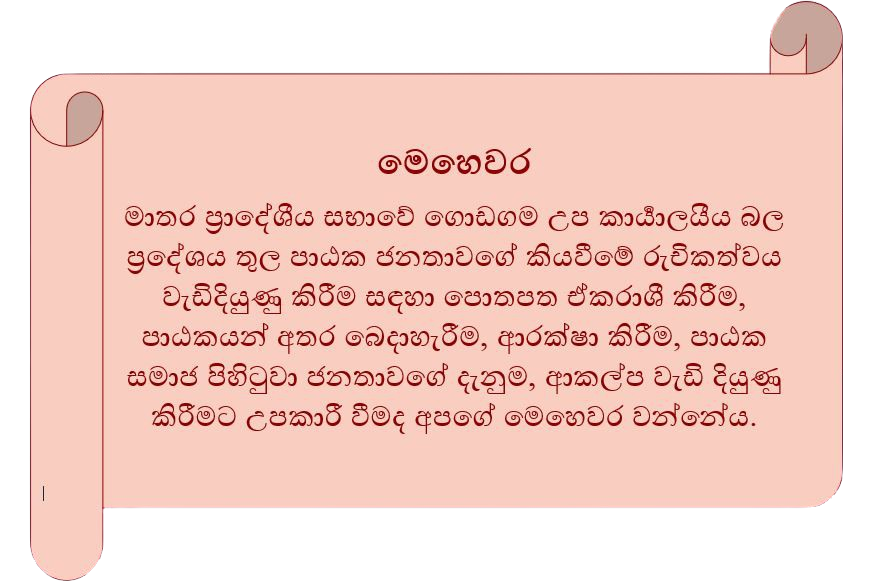 මෙහෙවර
මාතර ප්‍රාදේශීය සභාවේ ගොඩගම උප කාර්‍යාලයීය බල
ප්‍රදේශය තුල පාඨක ජනතාවගේ කියවීමේ රුචිකත්වය
වැඩිදියුණු කිරීම සඳහා පොතපත ඒකරාශී කිරීම,
පාඨකයන් අතර බෙදාහැරීම, ආරක්ෂා කිරීම, පාඨක
සමාජ පිහිටුවා ජනතාවගේ දැනුම, ආකල්ප වැඩි දියුණු
කිරීමට උපකාරී වීමද අපගේ මෙහෙවර වන්නේය.